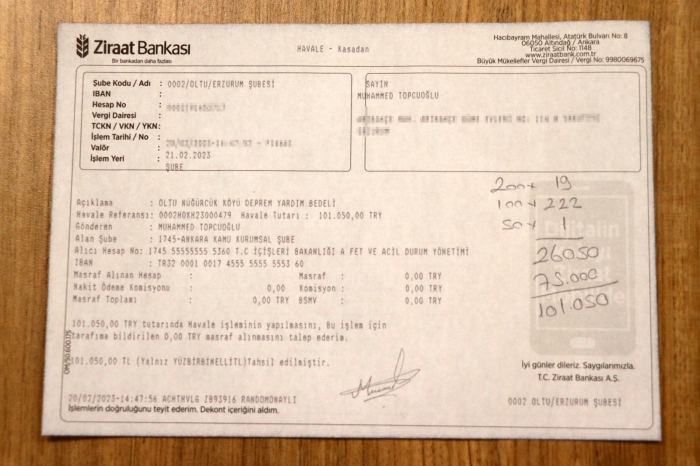 Ziraat Bankası
Bir bankadan daha fazlası
HAVALE - Kasadan
Hacıbayram Mahallesi, Atatürk Bulvarı No: 8
06050 Altındağ / Ankara
Ticaret Sicil No: 1148
www.ziraatbank.com.tr
Büyük Mükellefler Vergi Dairesi / Vergi No: 9980069675
Şube Kodu / Adı : 0002/OLTU/ERZURUM ŞUBESİ
IBAN :
Hesap No :
Vergi Dairesi :
TCKN / VKN / YKN:
İşlem Tarihi / No :
Valör : 21.02.2023
İşlem Yeri : ŞUBE
SAYIN
MUHAMMED TOPCUOĞLU
Açıklama : OLTU NÜĞÜRCÜK KÖYÜ DEPREM YARDIM BEDELİ
Havale Referansı: 0002HQKH23000479 Havale Tutarı : 101.050,00 TRY
Gönderen : MUHAMMED TOPCUOĞLU
Alan Şube : 1745-ANKARA KAMU KURUMSAL ŞUBE
Alıcı Hesap No: 1745 55555555 5360 T.C İÇİŞLERİ BAKANLIĞI A FET VE ACİL DURUM YÖNETİMİ
IBAN : TR32 0001 0017 4555 5555 5553 60
Masraf Alınan Hesap : Masraf : 0,00 TRY
Nakit Ödeme Komisyonu : 0,00 Komisyon : 0,00 TRY
Masraf Toplamı : 0,00 TRY BSMV : 0,00 TRY
101.050,00 TRY tutarında Havale işleminin yapılmasını, Bu işlem için
tarafıma bildirilen 0,00 TRY masraf alınmasını talep ederim.
101.050,00 TL (Yalnız YÜZBİRBİNELLİTL)Tahsil edilmiştir.
200x 19
100x 222
50x 1
26050
75.000
101.050
İyi günler dileriz. Saygılarımızla.
T.C. Ziraat Bankası A.Ş.
20/02/2023-14:47:56 ACHTHVLG ZB93916 RANDOMONAYLI
0002 OLTU/ERZURUM ŞUBESİ
İşlemlerin doğruluğunu teyit ederim. Dekont içeriğini aldım.